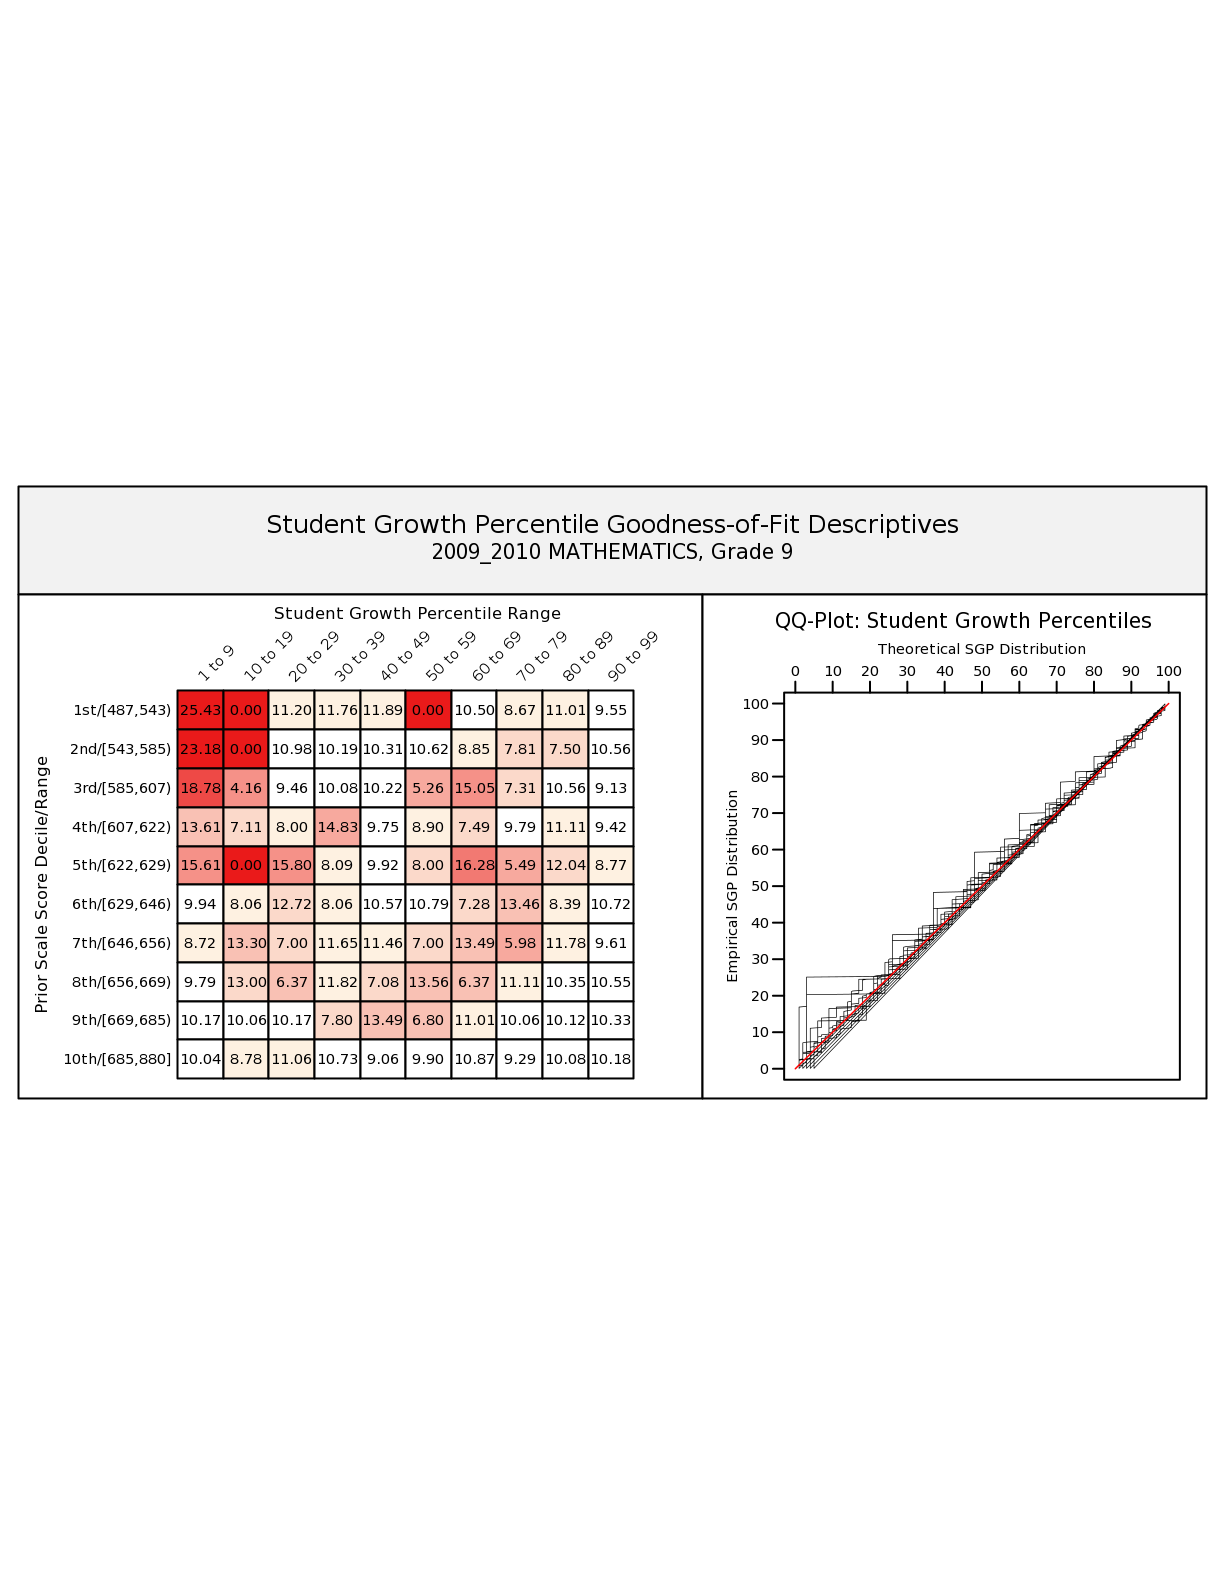 Student Growth Percentile Goodness-of-Fit Descriptives
2009_2010 MATHEMATICS, Grade 9
Student Growth Percentile Range
1 to 9 10 to 19 20 to 29 30 to 39 40 to 49 50 to 59 60 to 69 70 to 79 80 to 89 90 to 99
Prior Scale Score Decile/Range
1st/[487,543) 25.43 0.00 11.20 11.76 11.89 0.00 10.50 8.67 11.01 9.55
2nd/[543,585) 23.18 0.00 10.98 10.19 10.31 10.62 8.85 7.81 7.50 10.56
3rd/[585,607) 18.78 4.16 9.46 10.08 10.22 5.26 15.05 7.31 10.56 9.13
4th/[607,622) 13.61 7.11 8.00 14.83 9.75 8.90 7.49 9.79 11.11 9.42
5th/[622,629) 15.61 0.00 15.80 8.09 9.92 8.00 16.28 5.49 12.04 8.77
6th/[629,646) 9.94 8.06 12.72 8.06 10.57 10.79 7.28 13.46 8.39 10.72
7th/[646,656) 8.72 13.30 7.00 11.65 11.46 7.00 13.49 5.98 11.78 9.61
8th/[656,669) 9.79 13.00 6.37 11.82 7.08 13.56 6.37 11.11 10.35 10.55
9th/[669,685) 10.17 10.06 10.17 7.80 13.49 6.80 11.01 10.06 10.12 10.33
10th/[685,880] 10.04 8.78 11.06 10.73 9.06 9.90 10.87 9.29 10.08 10.18
QQ-Plot: Student Growth Percentiles
Theoretical SGP Distribution
0 10 20 30 40 50 60 70 80 90 100
Empirical SGP Distribution
100
90
80
70
60
50
40
30
20
10
0